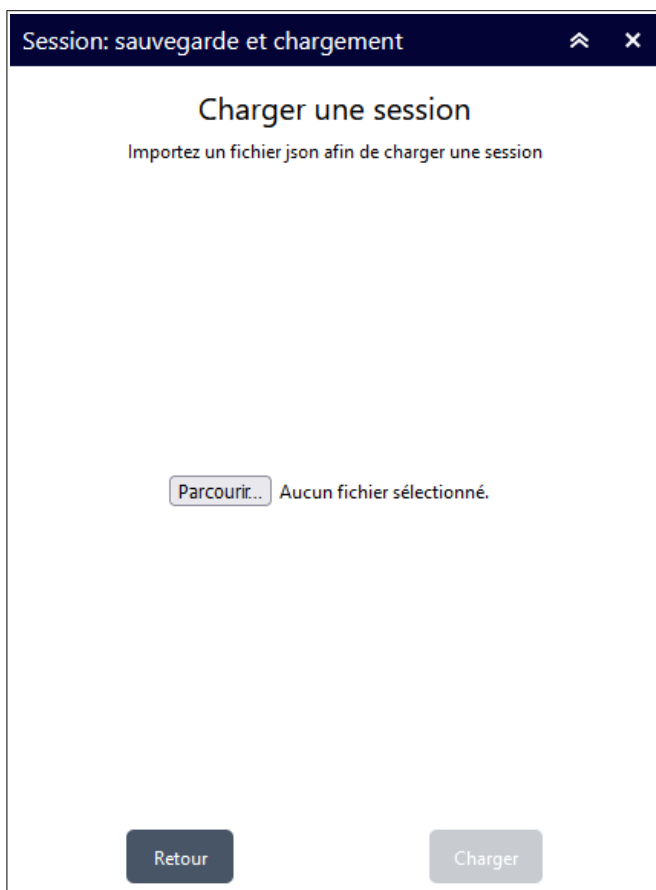 Session: sauvegarde et chargement
Charger une session
Importez un fichier json afin de charger une session
Parcourir... Aucun fichier sélectionné.
Retour
Charger